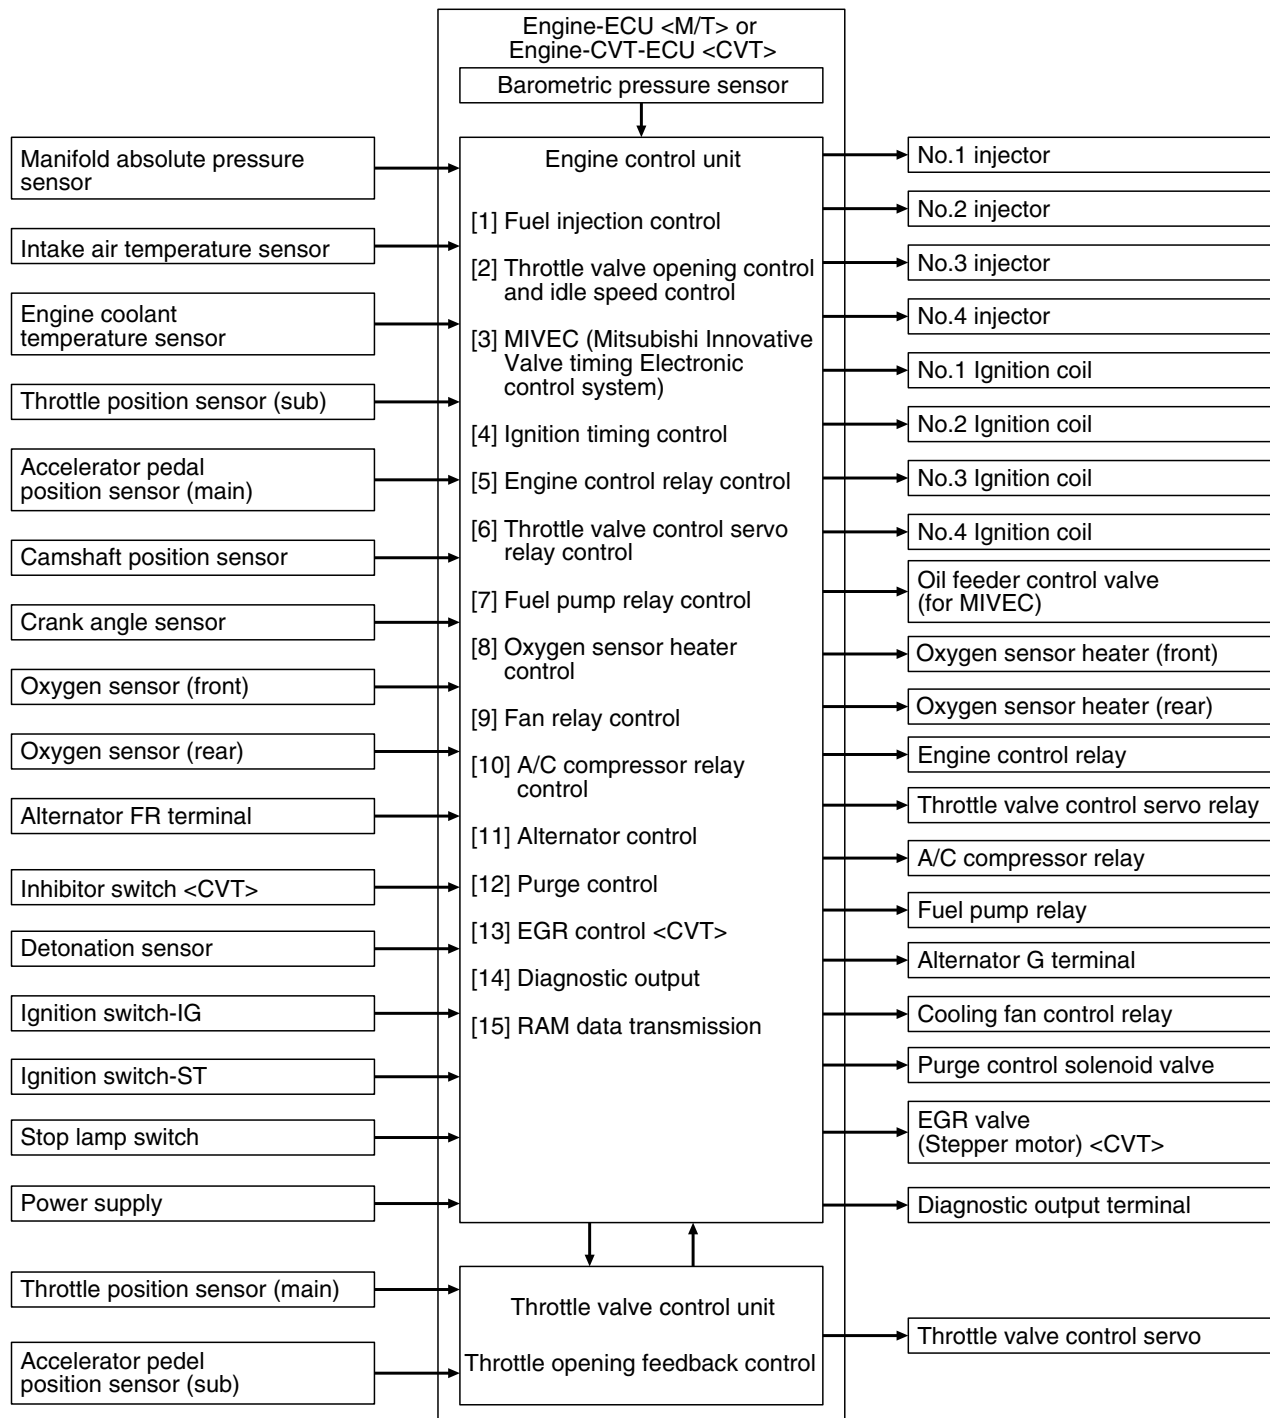 Engine-ECU <M/T> or
Engine-CVT-ECU <CVT>
Barometric pressure sensor
Manifold absolute pressure
sensor
Intake air temperature sensor
Engine coolant
temperature sensor
Throttle position sensor (sub)
Accelerator pedal
position sensor (main)
Camshaft position sensor
Crank angle sensor
Oxygen sensor (front)
Oxygen sensor (rear)
Alternator FR terminal
Inhibitor switch <CVT>
Detonation sensor
Ignition switch-IG
Ignition switch-ST
Stop lamp switch
Power supply
Throttle position sensor (main)
Accelerator pedel
position sensor (sub)
Engine control unit
[1] Fuel injection control
[2] Throttle valve opening control
and idle speed control
[3] MIVEC (Mitsubishi Innovative
Valve timing Electronic
control system)
[4] Ignition timing control
[5] Engine control relay control
[6] Throttle valve control servo
relay control
[7] Fuel pump relay control
[8] Oxygen sensor heater
control
[9] Fan relay control
[10] A/C compressor relay
control
[11] Alternator control
[12] Purge control
[13] EGR control <CVT>
[14] Diagnostic output
[15] RAM data transmission
Throttle valve control unit
Throttle opening feedback control
No.1 injector
No.2 injector
No.3 injector
No.4 injector
No.1 Ignition coil
No.2 Ignition coil
No.3 Ignition coil
No.4 Ignition coil
Oil feeder control valve
(for MIVEC)
Oxygen sensor heater (front)
Oxygen sensor heater (rear)
Engine control relay
Throttle valve control servo relay
A/C compressor relay
Fuel pump relay
Alternator G terminal
Cooling fan control relay
Purge control solenoid valve
EGR valve
(Stepper motor) <CVT>
Diagnostic output terminal
Throttle valve control servo